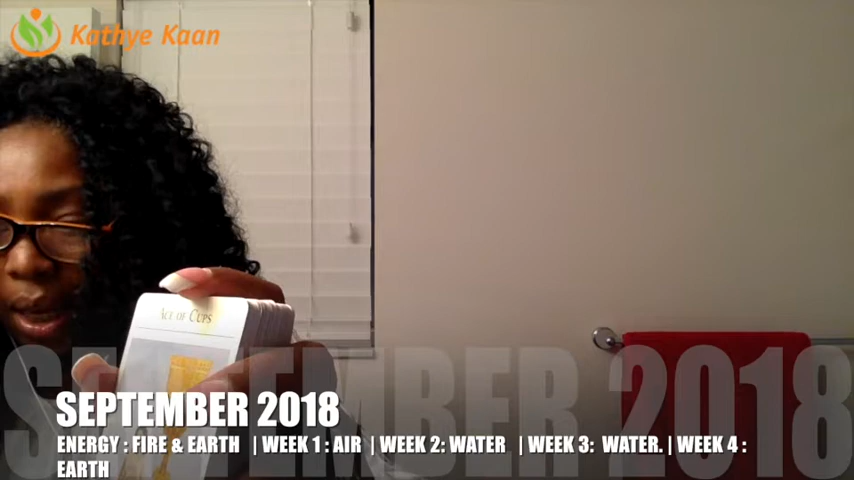 Kathye Kaan
ACE OF CUPS
SEPTEMBER 2018
SEPTEMBER 2018
ENERGY : FIRE & EARTH | WEEK 1 : AIR | WEEK 2: WATER | WEEK 3: WATER. | WEEK 4 :
EARTH